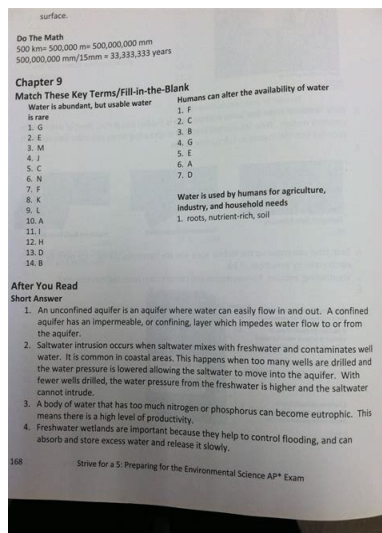 surface.
Do The Math
500 km= 500,000 m= 500,000,000 mm
500,000,000 mm/15mm = 33,333,333 years
Chapter 9
Match These Key Terms/Fill-in-the-Blank
Water is abundant, but usable water
is rare
1. G
2. E
3. M
4. J
5. C
6. N
7. F
8. K
9. L
10. A
11. I
12. H
13. D
14. B
Humans can alter the availability of water
1. F
2. C
3. B
4. G
5. E
6. A
7. D
Water is used by humans for agriculture,
industry, and household needs
1. roots, nutrient-rich, soil
After You Read
Short Answer
1. An unconfined aquifer is an aquifer where water can easily flow in and out. A confined
aquifer has an impermeable, or confining, layer which impedes water flow to or from
the aquifer.
2. Saltwater intrusion occurs when saltwater mixes with freshwater and contaminates well
water. It is common in coastal areas. This happens when too many wells are drilled and
the water pressure is lowered allowing the saltwater to move into the aquifer. With
fewer wells drilled, the water pressure from the freshwater is higher and the saltwater
cannot intrude.
3. A body of water that has too much nitrogen or phosphorus can become eutrophic. This
means there is a high level of productivity.
4. Freshwater wetlands are important because they help to control flooding, and can
absorb and store excess water and release it slowly.
168
Strive for a 5: Preparing for the Environmental Science AP* Exam